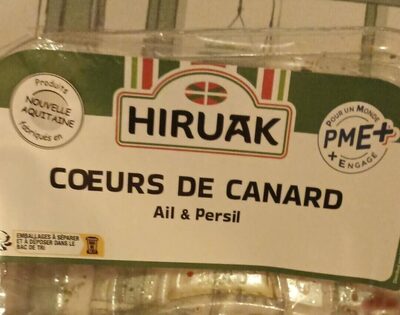 Produits
NOUVELLE
AQUITAINE
fabriqués en
HIRUAK
POUR UN MONDE
PME+
+ ENGAGÉ
CŒURS DE CANARD
Ail & Persil
EMBALLAGES À SÉPARER
ET À DÉPOSER DANS LE
BAC DE TRI